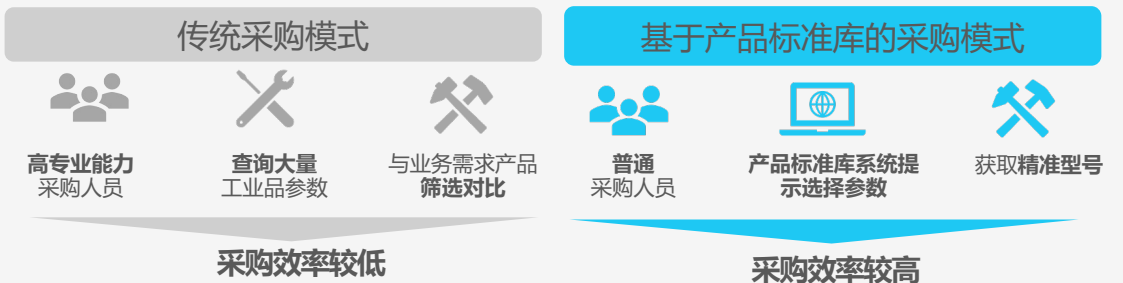 传统采购模式
高专业能力
采购人员
查询大量
工业品参数
与业务需求产品
筛选对比
采购效率较低
基于产品标准库的采购模式
普通
采购人员
产品标准库系统提
示选择参数
获取精准型号
采购效率较高